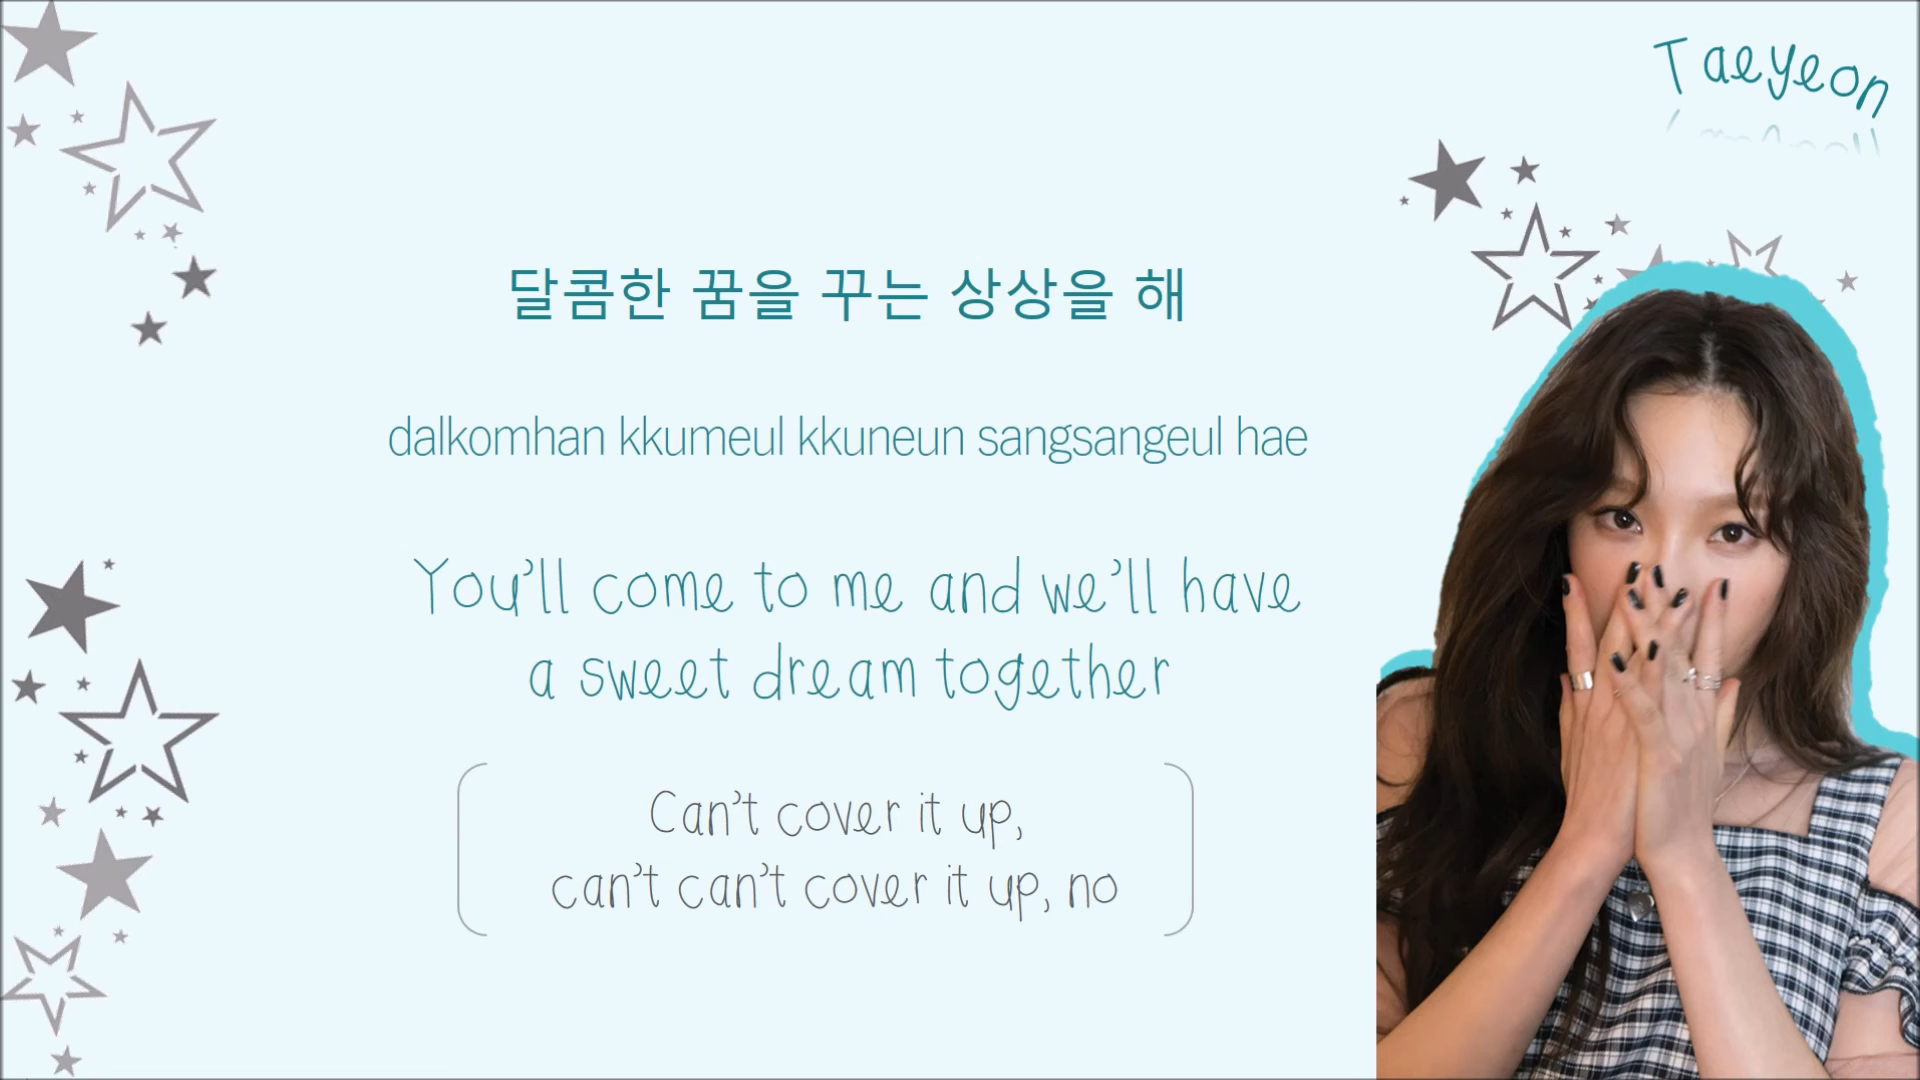 Taeyeon
달콤한 꿈을 꾸는 상상을 해
dalkomhan kkumeul kkuneun sangsangeul hae
You'll come to me and we'll have
a sweet dream together
Can't cover it up,
can't can't cover it up, no